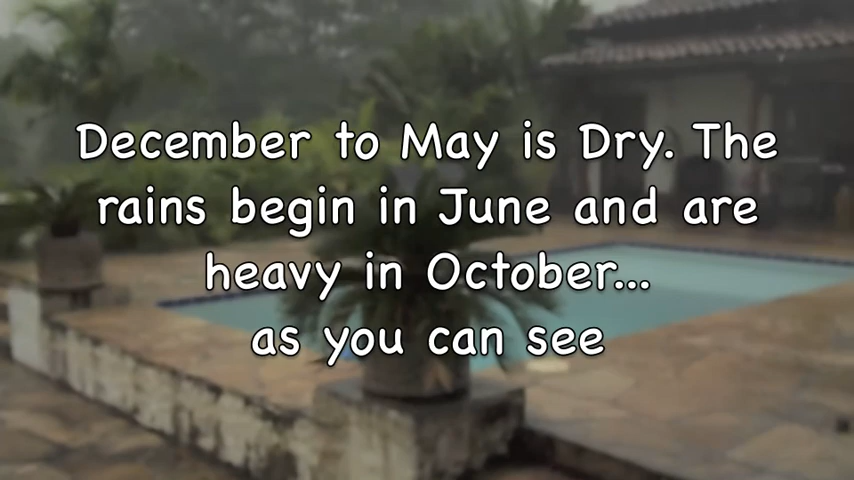 December to May is Dry. The
rains begin in June and are
heavy in October...
as you can see